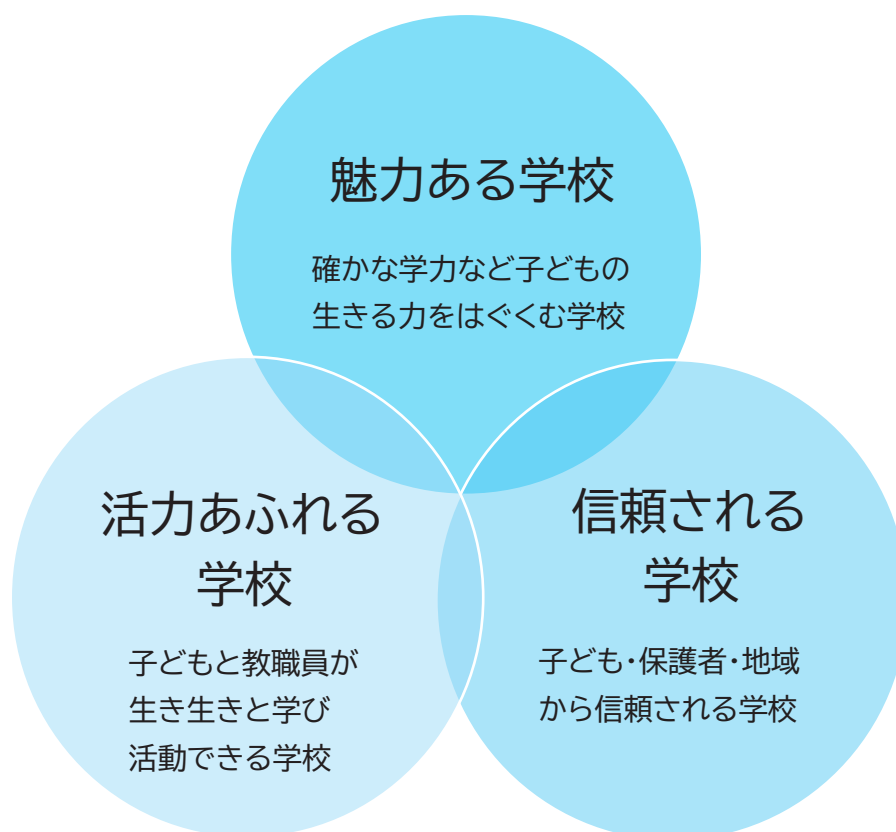 魅力ある学校
確かな学力など子どもの
生きる力をはぐくむ学校
活力あふれる
学校
子どもと教職員が
生き生きと学び
活動できる学校
信頼される
学校
子ども･保護者･地域
から信頼される学校